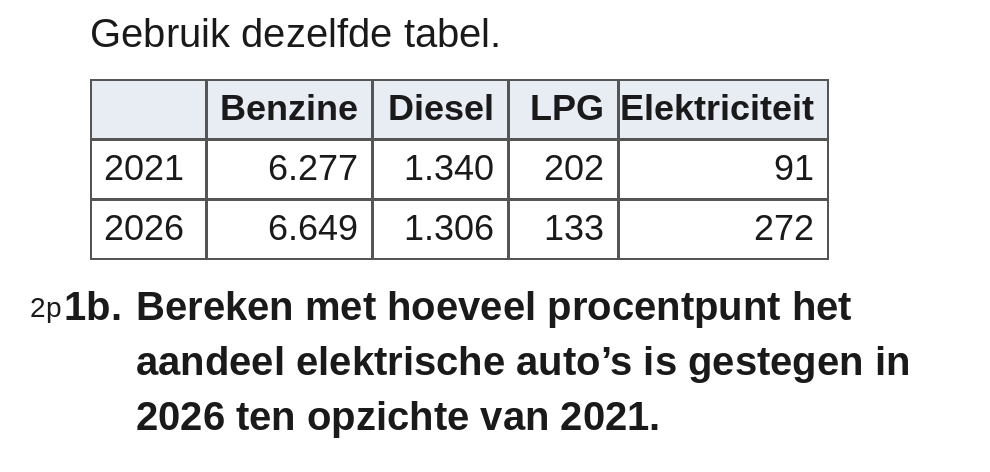 Gebruik dezelfde tabel.
Benzine Diesel LPG Elektriciteit
2021 6.277 1.340 202 91
2026 6.649 1.306 133 272
2p 1b. Bereken met hoeveel procentpunt het
aandeel elektrische auto’s is gestegen in
2026 ten opzichte van 2021.